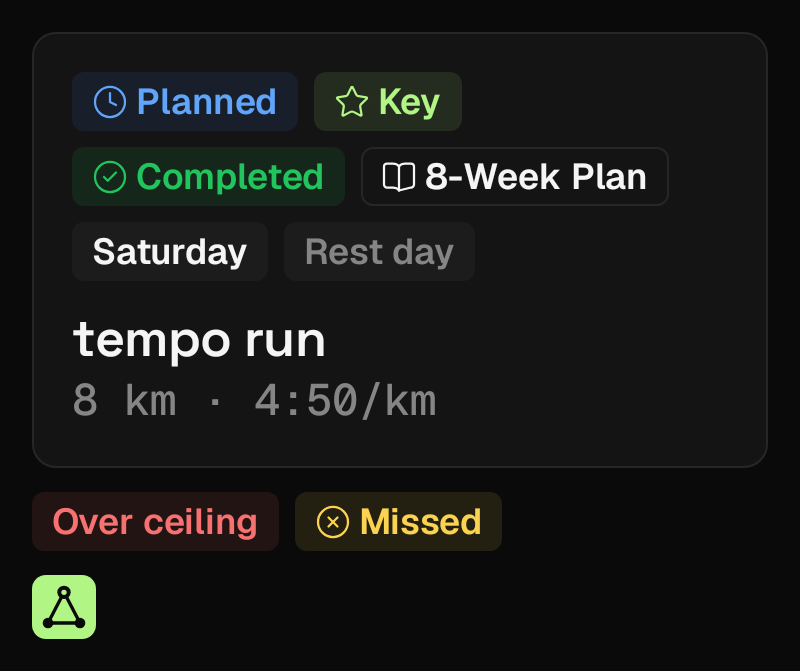 Planned Key
Completed 8-Week Plan
Saturday Rest day
tempo run
8 km · 4:50/km
Over ceiling Missed